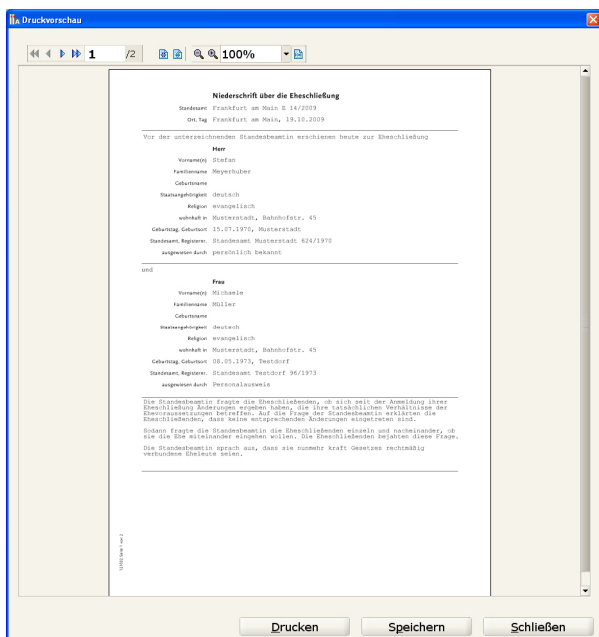 Druckvorschau
1 /2 100%
Niederschrift über die Eheschließung
Standesamt Frankfurt am Main E 14/2009
Ort, Tag Frankfurt am Main, 19.10.2009
Vor der unterzeichnenden Standesbeamtin erschienen heute zur Eheschließung
Herr
Vorname(n) Stefan
Familienname Meyerhuber
Geburtsname
Staatsangehörigkeit deutsch
Religion evangelisch
wohnhaft in Musterstadt, Bahnhofstr. 45
Geburtstag, Geburtsort 15.07.1970, Musterstadt
Standesamt, Registernr. Standesamt Musterstadt 624/1970
ausgewiesen durch persönlich bekannt
und
Frau
Vorname(n) Michaele
Familienname Müller
Geburtsname
Staatsangehörigkeit deutsch
Religion evangelisch
wohnhaft in Musterstadt, Bahnhofstr. 45
Geburtstag, Geburtsort 08.05.1973, Testdorf
Standesamt, Registernr. Standesamt Testdorf 96/1973
ausgewiesen durch Personalausweis
Die Standesbeamtin fragte die Eheschließenden, ob sich seit der Anmeldung ihrer
Eheschließung Änderungen ergeben haben, die ihre tatsächlichen Verhältnisse der
Ehevoraussetzungen betreffen. Auf die Frage der Standesbeamtin erklärten die
Eheschließenden, dass keine entsprechenden Änderungen eingetreten sind.
Sodann fragte die Standesbeamtin die Eheschließenden einzeln und nacheinander, ob
sie die Ehe miteinander eingehen wollen. Die Eheschließenden bejahten diese Frage.
Die Standesbeamtin sprach aus, dass sie nunmehr kraft Gesetzes rechtmäßig
verbundene Eheleute seien.
Seite 1 von 2
Drucken Speichern Schließen